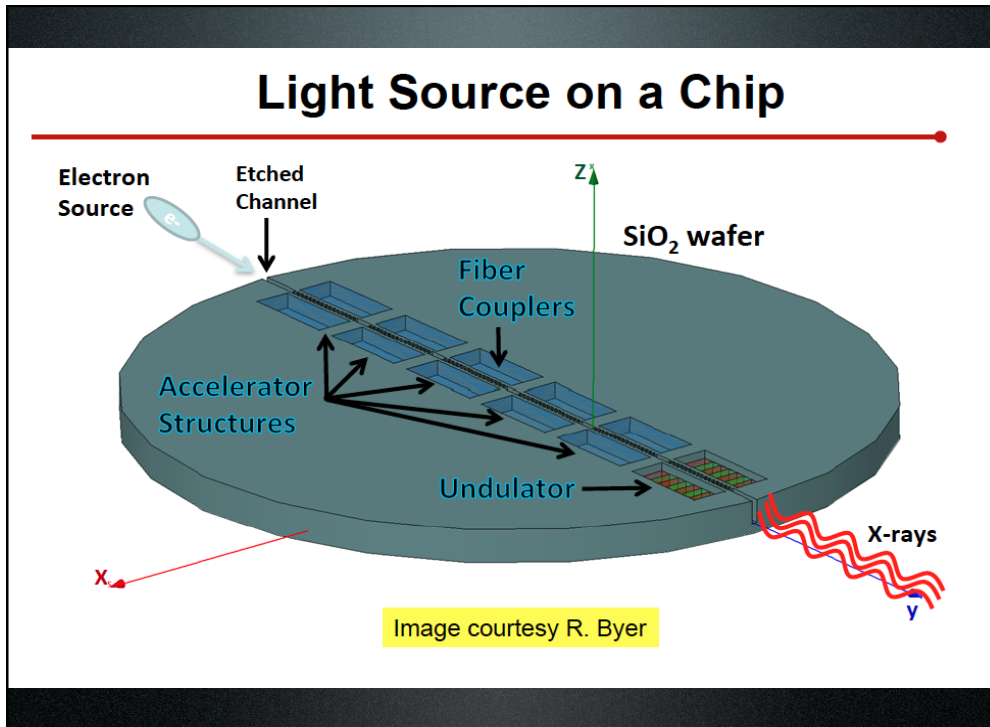 Light Source on a Chip
Electron
Source
e-
Etched
Channel
Z x
SiO₂ wafer
Fiber
Couplers
Accelerator
Structures
Undulator
X-rays
X
y
Image courtesy R. Byer